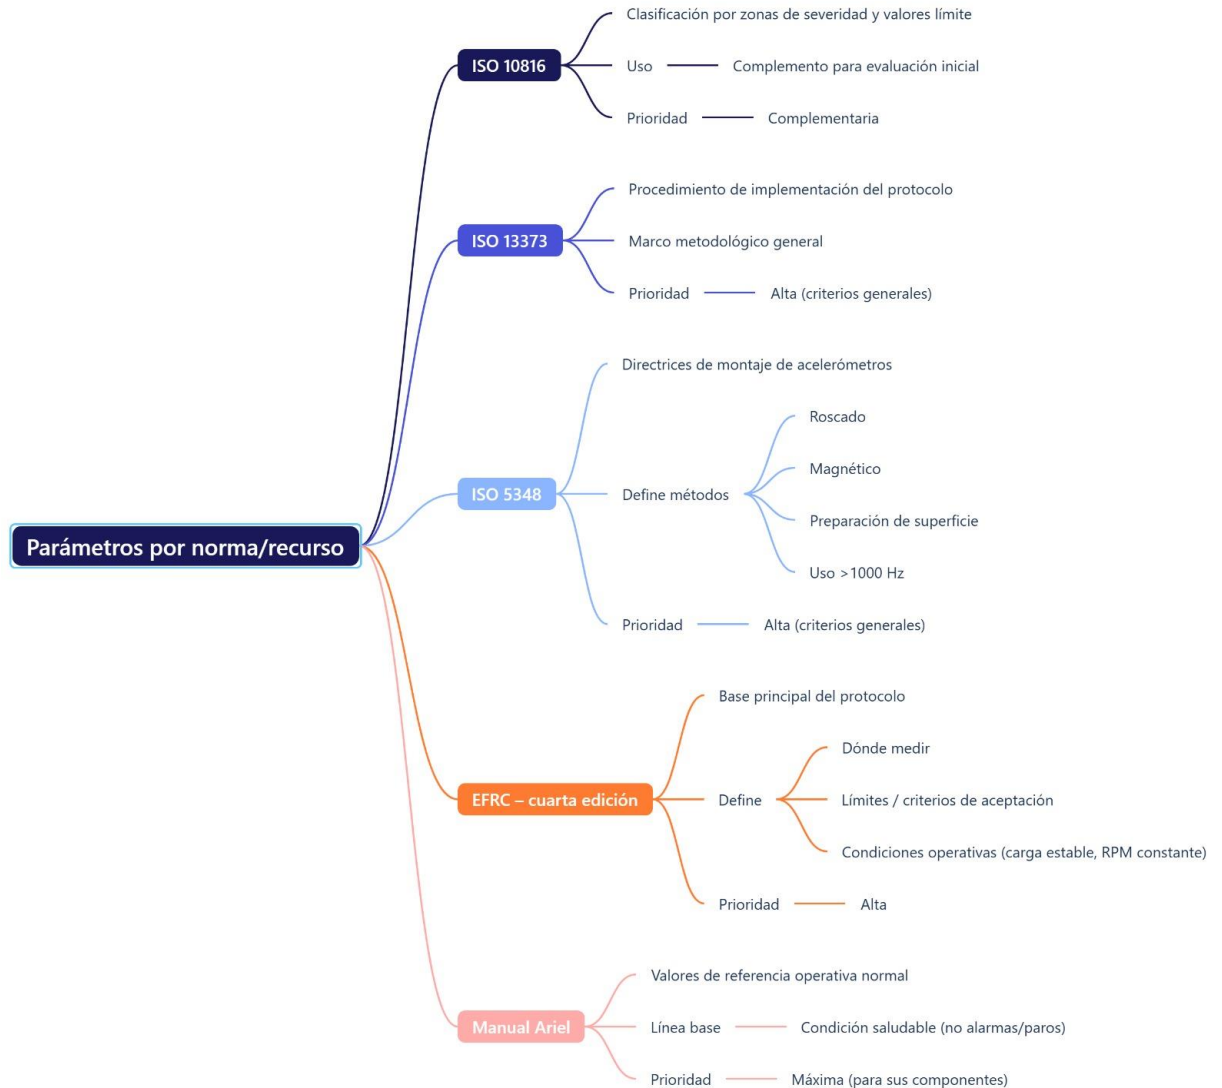 Parámetros por norma/recurso
ISO 10816
Clasificación por zonas de severidad y valores límite
Uso
Complemento para evaluación inicial
Prioridad
Complementaria
ISO 13373
Procedimiento de implementación del protocolo
Marco metodológico general
Prioridad
Alta (criterios generales)
ISO 5348
Directrices de montaje de acelerómetros
Define métodos
Roscado
Magnético
Preparación de superficie
Uso >1000 Hz
Prioridad
Alta (criterios generales)
EFRC – cuarta edición
Base principal del protocolo
Define
Dónde medir
Límites / criterios de aceptación
Condiciones operativas (carga estable, RPM constante)
Prioridad
Alta
Manual Ariel
Valores de referencia operativa normal
Línea base
Condición saludable (no alarmas/paros)
Prioridad
Máxima (para sus componentes)